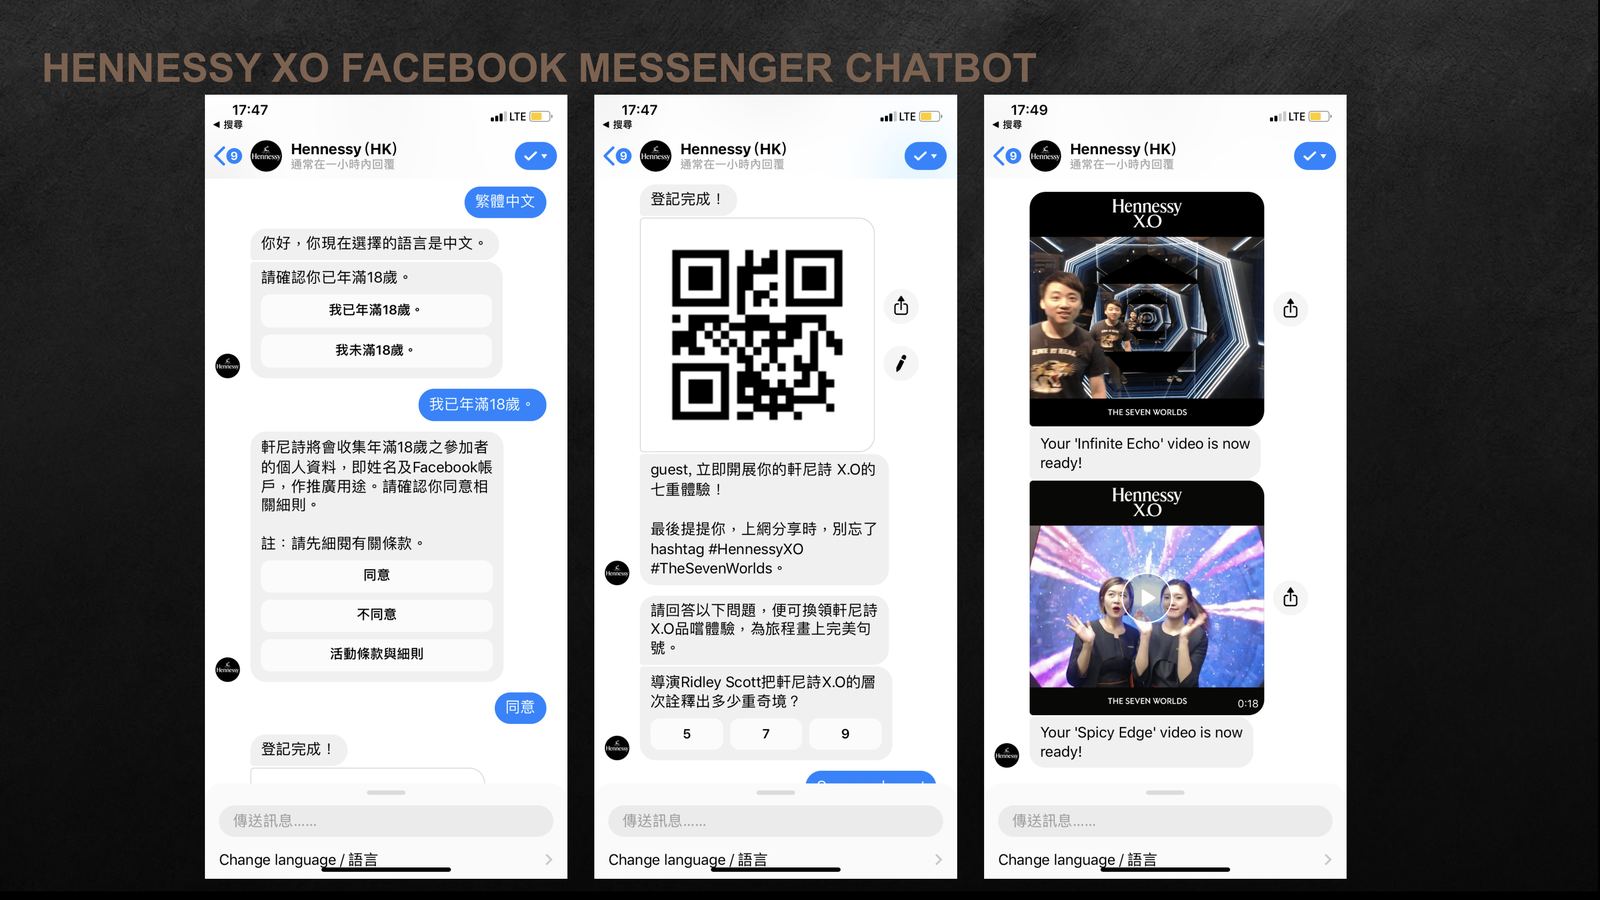 HENNESSY XO FACEBOOK MESSENGER CHATBOT
17:47
LTE
搜尋
9
Hennessy
Hennessy (HK)
通常在一小時內回覆
繁體中文
你好，你現在選擇的語言是中文。
請確認你已年滿18歲。
我已年滿18歲。
我未滿18歲。
Hennessy
我已年滿18歲。
軒尼詩將會收集年滿18歲之參加者
的個人資料，即姓名及Facebook帳
戶，作推廣用途。請確認你同意相
關細則。
註：請先細閱有關條款。
同意
不同意
活動條款與細則
Hennessy
同意
登記完成！
傳送訊息......
Change language / 語言
17:47
LTE
搜尋
9
Hennessy
Hennessy (HK)
通常在一小時內回覆
登記完成！
guest, 立即開展你的軒尼詩 X.O的
七重體驗！
最後提提你，上網分享時，別忘了
hashtag #HennessyXO
#TheSevenWorlds。
Hennessy
請回答以下問題，便可換領軒尼詩
X.O品嚐體驗，為旅程畫上完美句
號。
導演Ridley Scott把軒尼詩X.O的層
次詮釋出多少重奇境？
5
7
9
Hennessy
傳送訊息......
Change language / 語言
17:49
LTE
搜尋
9
Hennessy
Hennessy (HK)
通常在一小時內回覆
Hennessy
X.O
THE SEVEN WORLDS
Your 'Infinite Echo' video is now
ready!
Hennessy
X.O
THE SEVEN WORLDS
0:18
Your 'Spicy Edge' video is now
ready!
Hennessy
傳送訊息......
Change language / 語言